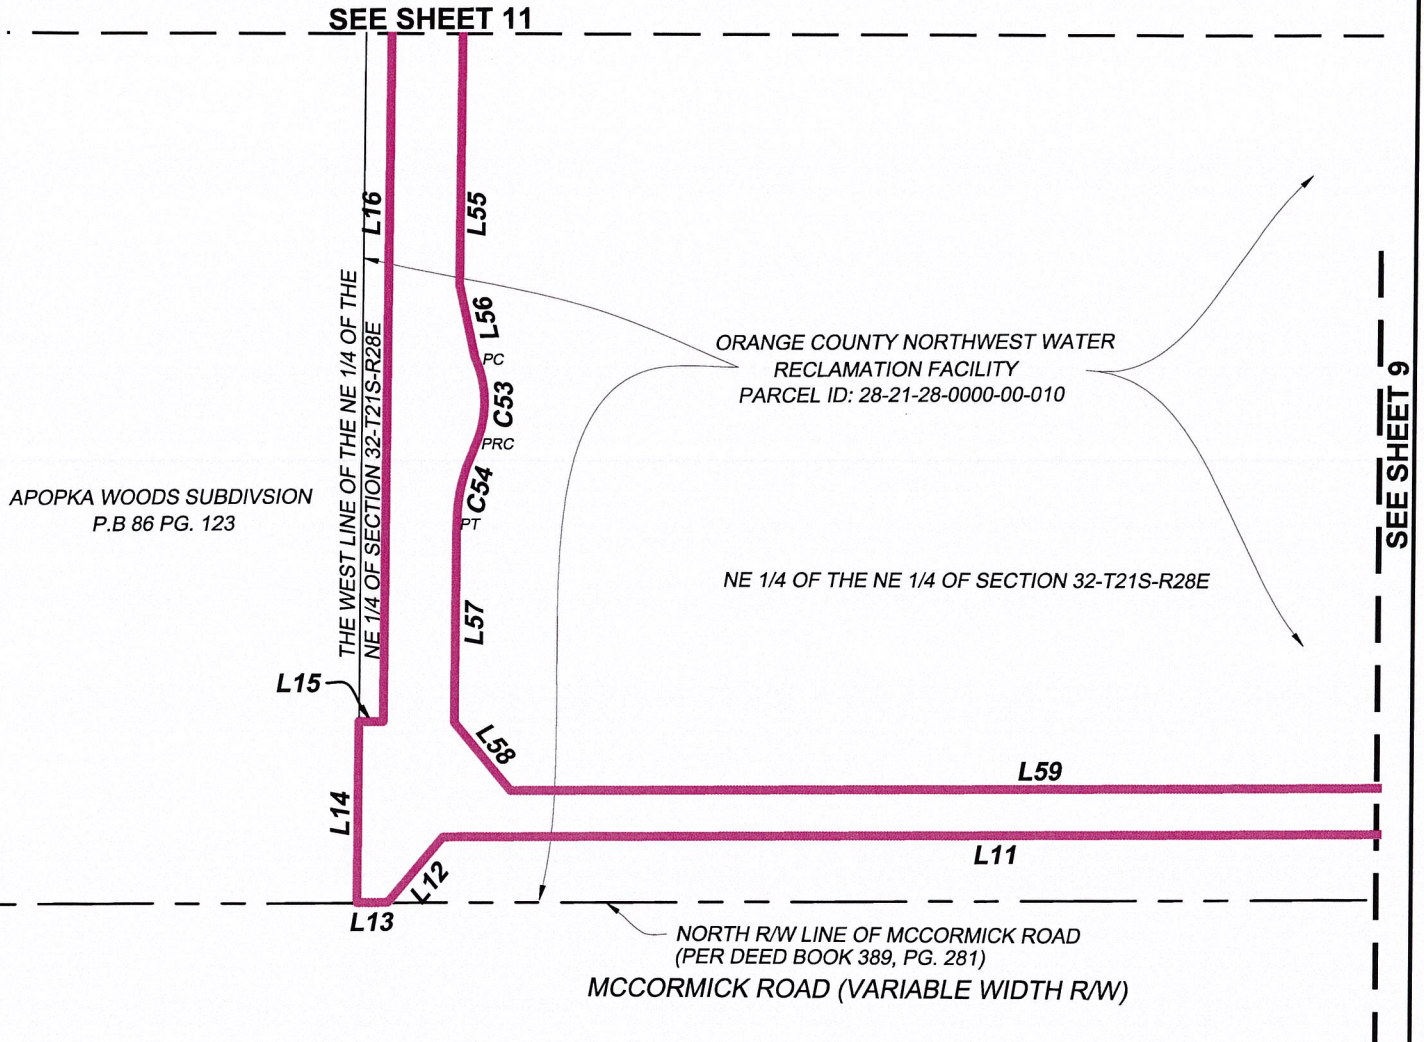 SEE SHEET 11
L16
L55
THE WEST LINE OF THE NE 1/4 OF THE
NE 1/4 OF SECTION 32-T21S-R28E
L56
PC
C53
PRC
C54
PT
ORANGE COUNTY NORTHWEST WATER
RECLAMATION FACILITY
PARCEL ID: 28-21-28-0000-00-010
SEE SHEET 9
APOPKA WOODS SUBDIVSION
P.B 86 PG. 123
NE 1/4 OF THE NE 1/4 OF SECTION 32-T21S-R28E
L57
L15
L58
L59
L14
L11
L12
L13
NORTH R/W LINE OF MCCORMICK ROAD
(PER DEED BOOK 389, PG. 281)
MCCORMICK ROAD (VARIABLE WIDTH R/W)